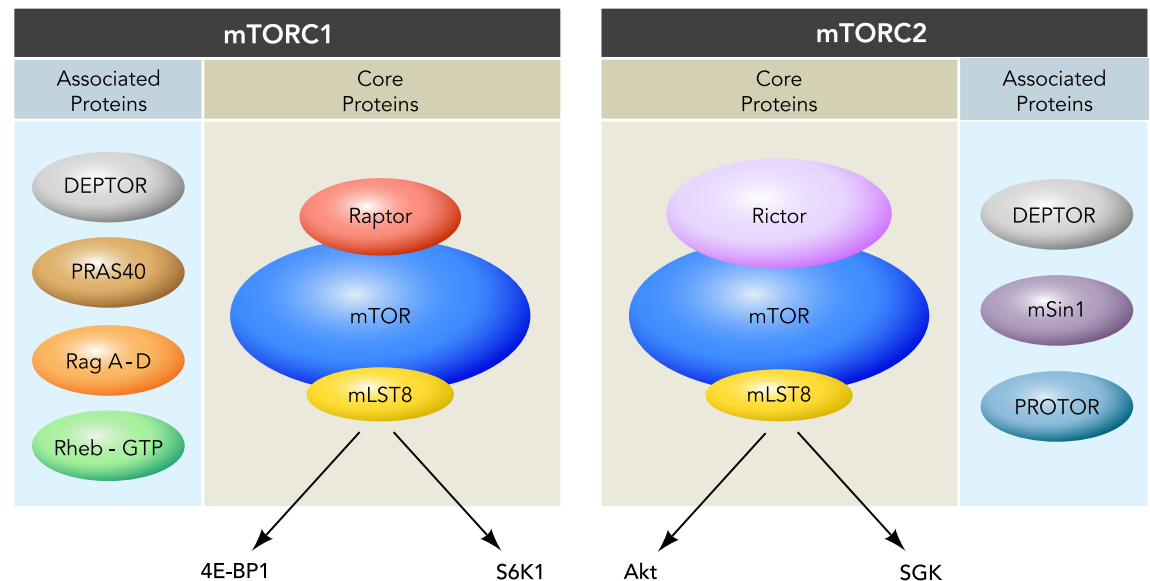 mTORC1
Associated
Proteins
Core
Proteins
DEPTOR
PRAS40
Rag A - D
Rheb - GTP
Raptor
mTOR
mLST8
4E-BP1
S6K1
mTORC2
Core
Proteins
Associated
Proteins
Rictor
mTOR
mLST8
DEPTOR
mSin1
PROTOR
Akt
SGK